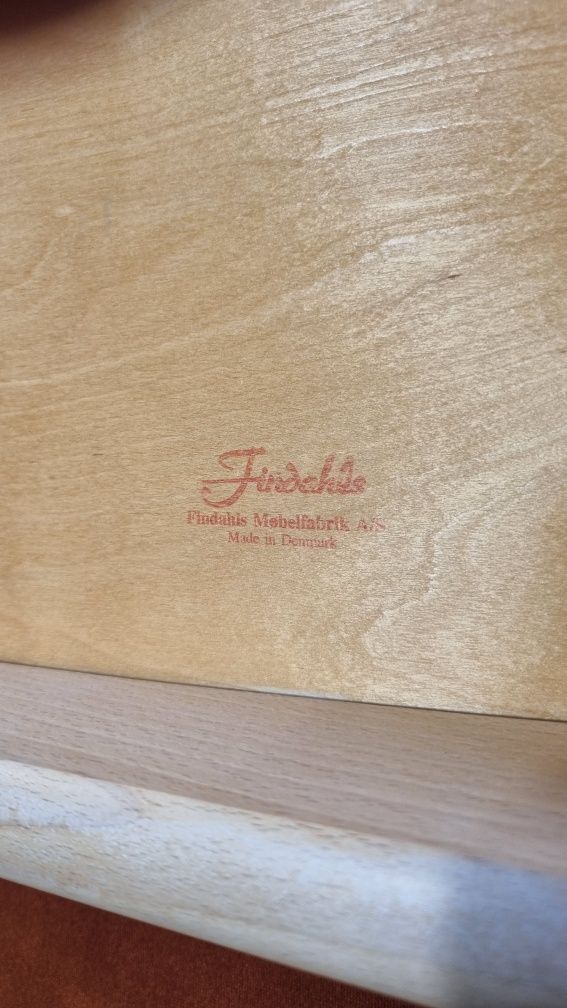 Findahls
Findahls Møbelfabrik A/S
Made in Denmark